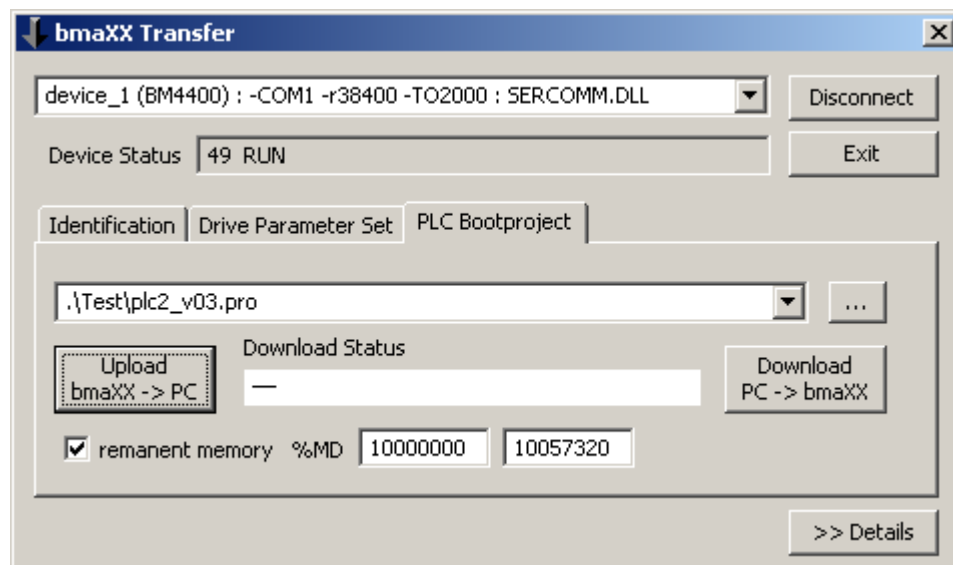 bmaXX Transfer
device_1 (BM4400) : -COM1 -r38400 -TO2000 : SERCOMM.DLL
Disconnect
Device Status
49 RUN
Exit
Identification
Drive Parameter Set
PLC Bootproject
.\Test\plc2_v03.pro
...
Upload
bmaXX -> PC
Download Status
—
Download
PC -> bmaXX
remanent memory
%MD
10000000
10057320
>> Details